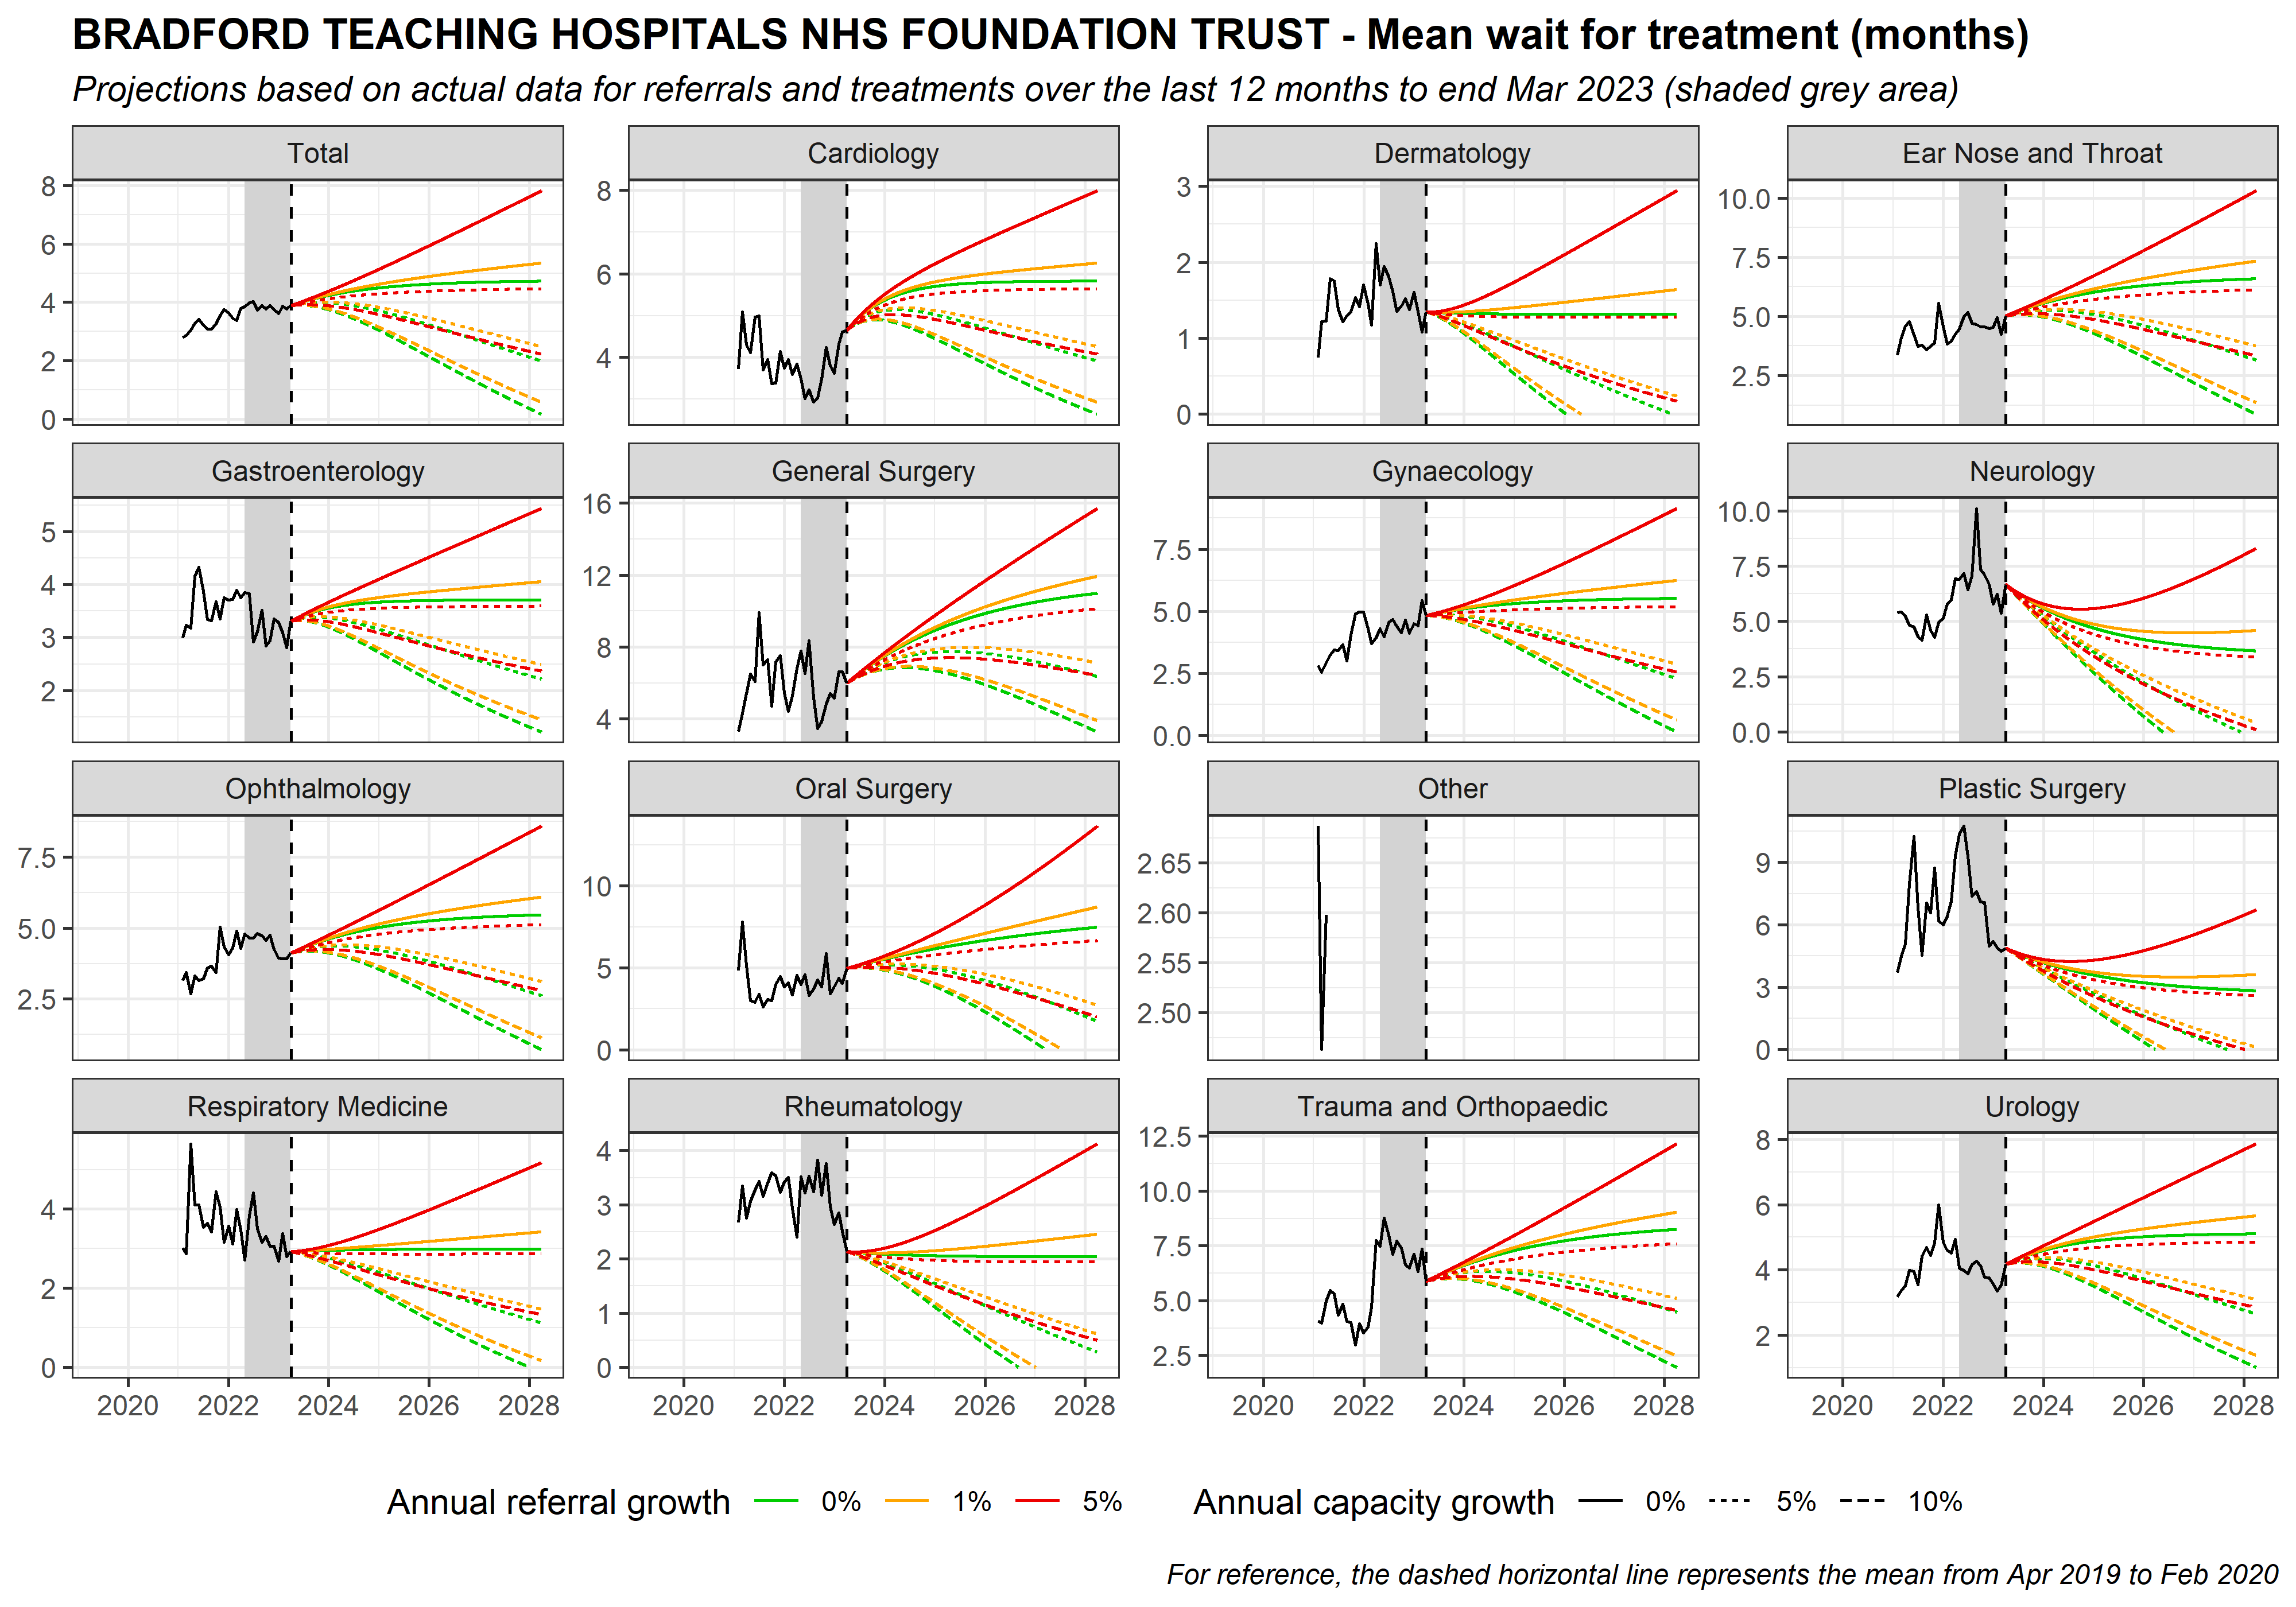 BRADFORD TEACHING HOSPITALS NHS FOUNDATION TRUST - Mean wait for treatment (months)
Projections based on actual data for referrals and treatments over the last 12 months to end Mar 2023 (shaded grey area)
Total
8
6
4
2
0
Cardiology
8
6
4
Dermatology
3
2
1
0
Ear Nose and Throat
10.0
7.5
5.0
2.5
Gastroenterology
5
4
3
2
General Surgery
16
12
8
4
Gynaecology
7.5
5.0
2.5
0.0
Neurology
10.0
7.5
5.0
2.5
0.0
Ophthalmology
7.5
5.0
2.5
Oral Surgery
10
5
0
Other
2.65
2.60
2.55
2.50
Plastic Surgery
9
6
3
0
Respiratory Medicine
4
2
0
2020 2022 2024 2026 2028
Rheumatology
4
3
2
1
0
2020 2022 2024 2026 2028
Trauma and Orthopaedic
12.5
10.0
7.5
5.0
2.5
2020 2022 2024 2026 2028
Urology
8
6
4
2
2020 2022 2024 2026 2028
Annual referral growth 0% 1% 5% Annual capacity growth 0% 5% 10%
For reference, the dashed horizontal line represents the mean from Apr 2019 to Feb 2020